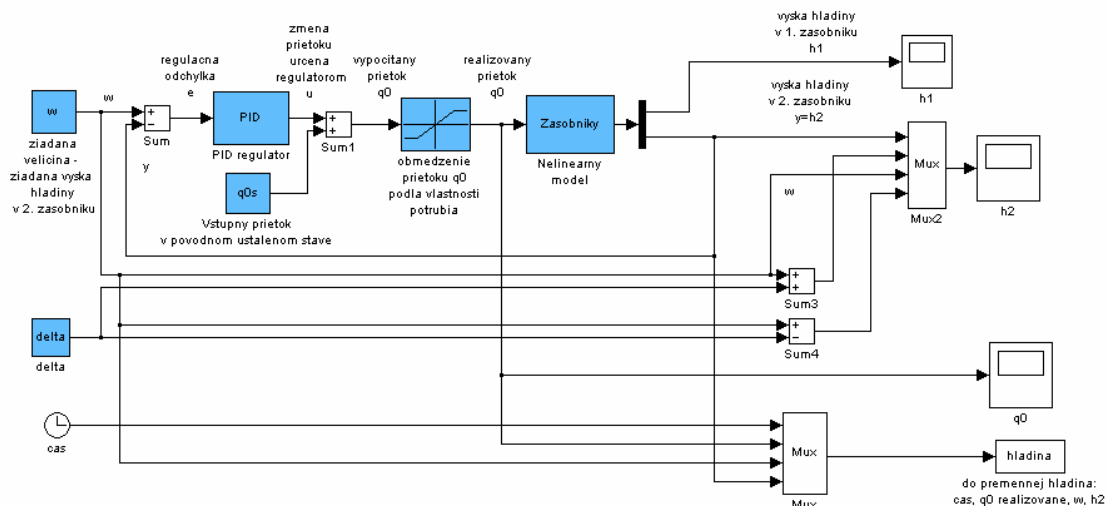 zmena
prietoku
urcena
regulatorom
u
regulacna
odchylka
e
vypocitany
prietok
q0
realizovany
prietok
q0
vyska hladiny
v 1. zasobniku
h1
h1
vyska hladiny
v 2. zasobniku
y=h2
w
w
ziadana
velicina -
ziadana vyska
hladiny
v 2. zasobniku
Sum
y
PID
PID regulator
Sum1
q0s
Vstupny prietok
v povodnom ustalenom stave
obmedzenie
prietoku q0
podla vlastnosti
potrubia
Zasobniky
Nelinearny
model
w
Mux
Mux2
h2
Sum3
delta
delta
Sum4
q0
cas
Mux
Mux
hladina
do premennej hladina:
cas, q0 realizovane, w, h2